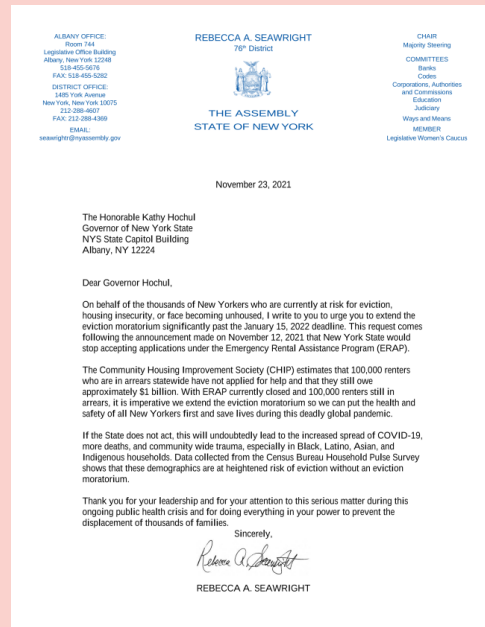 ALBANY OFFICE:
Room 744
Legislative Office Building
Albany, New York 12248
518-455-5676
FAX: 518-455-5282
DISTRICT OFFICE:
1485 York Avenue
New York, New York 10075
212-288-4607
FAX: 212-288-4369
EMAIL:
seawrightr@nyassembly.gov
REBECCA A. SEAWRIGHT
76th District
THE ASSEMBLY
STATE OF NEW YORK
CHAIR
Majority Steering
COMMITTEES
Banks
Codes
Corporations, Authorities
and Commissions
Education
Judiciary
Ways and Means
MEMBER
Legislative Women's Caucus
November 23, 2021
The Honorable Kathy Hochul
Governor of New York State
NYS State Capitol Building
Albany, NY 12224
Dear Governor Hochul,
On behalf of the thousands of New Yorkers who are currently at risk for eviction,
housing insecurity, or face becoming unhoused, I write to you to urge you to extend the
eviction moratorium significantly past the January 15, 2022 deadline. This request comes
following the announcement made on November 12, 2021 that New York State would
stop accepting applications under the Emergency Rental Assistance Program (ERAP).
The Community Housing Improvement Society (CHIP) estimates that 100,000 renters
who are in arrears statewide have not applied for help and that they still owe
approximately $1 billion. With ERAP currently closed and 100,000 renters still in
arrears, it is imperative we extend the eviction moratorium so we can put the health and
safety of all New Yorkers first and save lives during this deadly global pandemic.
If the State does not act, this will undoubtedly lead to the increased spread of COVID-19,
more deaths, and community wide trauma, especially in Black, Latino, Asian, and
Indigenous households. Data collected from the Census Bureau Household Pulse Survey
shows that these demographics are at heightened risk of eviction without an eviction
moratorium.
Thank you for your leadership and for your attention to this serious matter during this
ongoing public health crisis and for doing everything in your power to prevent the
displacement of thousands of families.
Sincerely,
Rebecca A. Seawright
REBECCA A. SEAWRIGHT